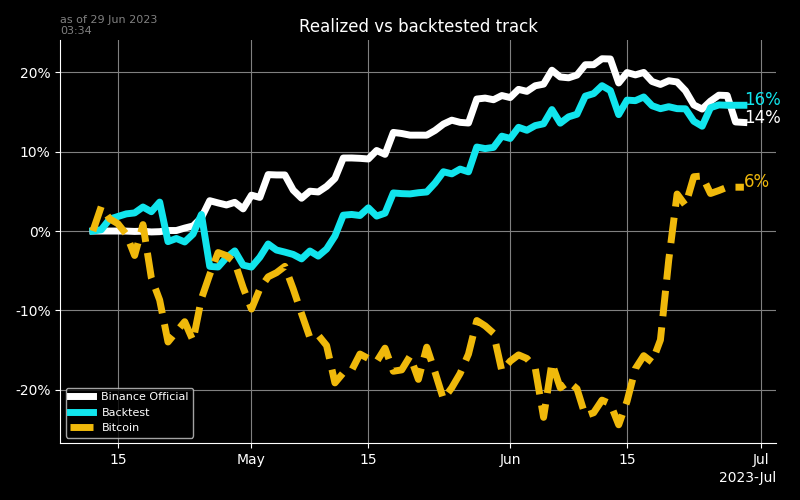 as of 29 Jun 2023
03:34
Realized vs backtested track
20%
10%
0%
-10%
-20%
16%
14%
6%
Binance Official
Backtest
Bitcoin
15
May
15
Jun
15
Jul
2023-Jul